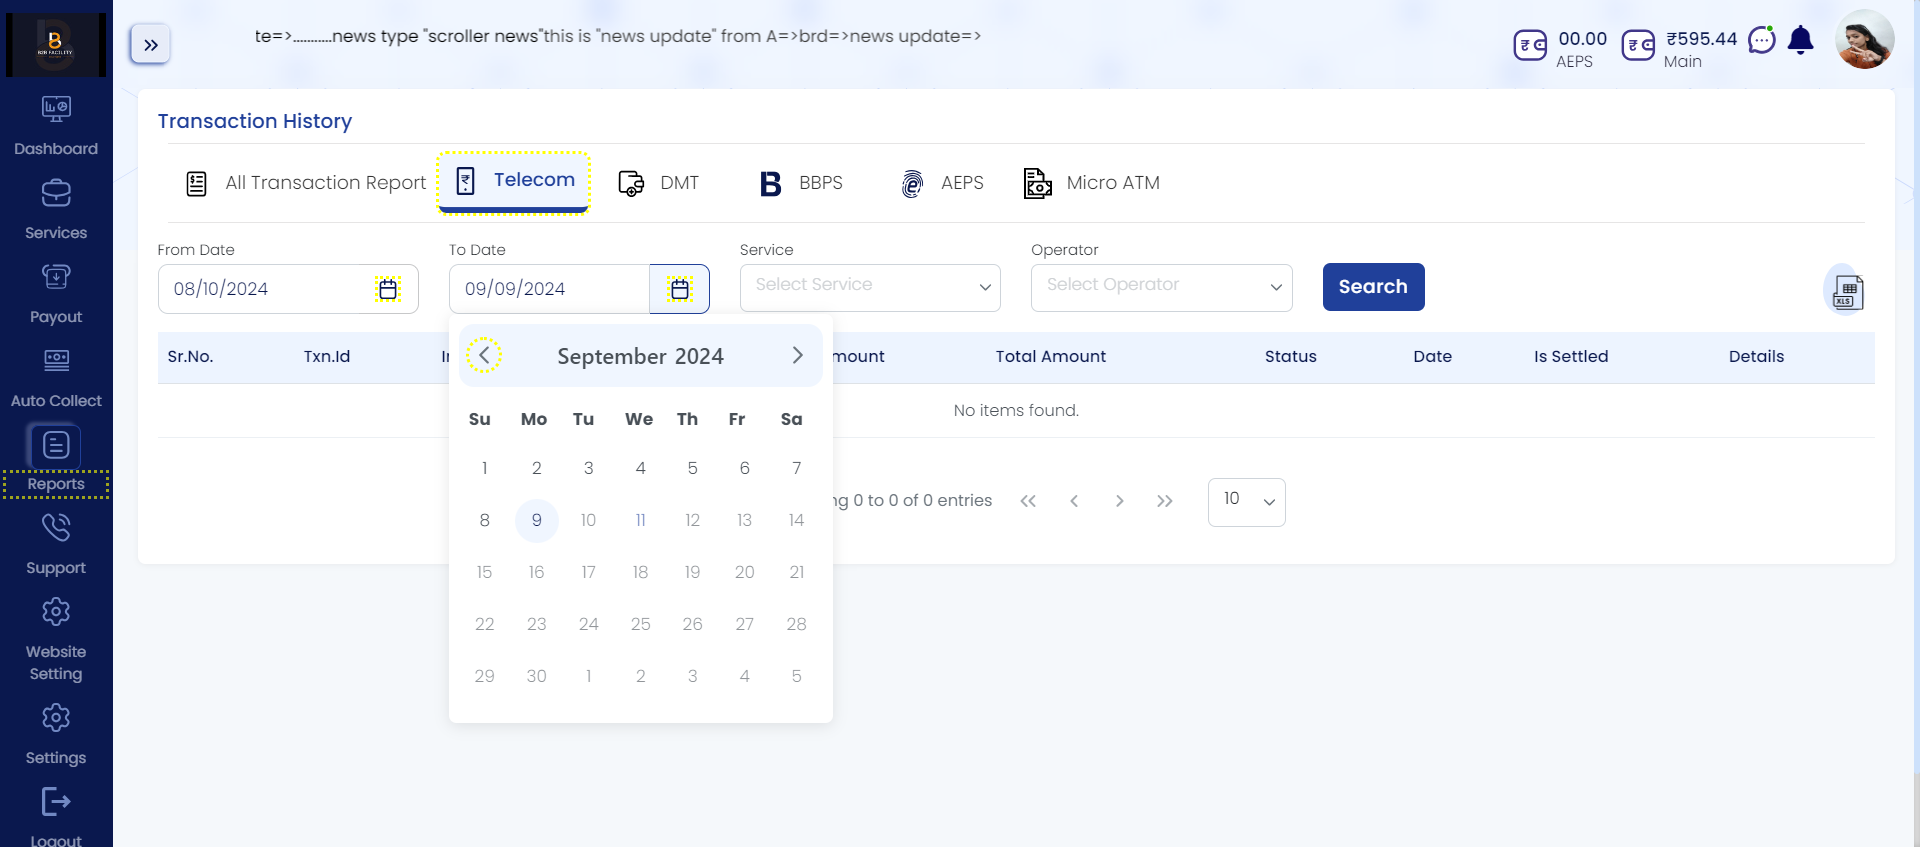 te=>...........news type "scroller news"this is "news update" from A=>brd=>news update=>
00.00
AEPS
₹595.44
Main
B2B FACILITY
Dashboard
Services
Payout
Auto Collect
Reports
Support
Website
Setting
Settings
Logout
Transaction History
All Transaction Report
Telecom
DMT
BBPS
AEPS
Micro ATM
From Date
To Date
Service
Operator
08/10/2024
09/09/2024
Select Service
Select Operator
Search
XLS
Sr.No.
Txn.Id
mount
Total Amount
Status
Date
Is Settled
Details
No items found.
ng 0 to 0 of 0 entries
10
September 2024
Su Mo Tu We Th Fr Sa
1 2 3 4 5 6 7
8 9 10 11 12 13 14
15 16 17 18 19 20 21
22 23 24 25 26 27 28
29 30 1 2 3 4 5